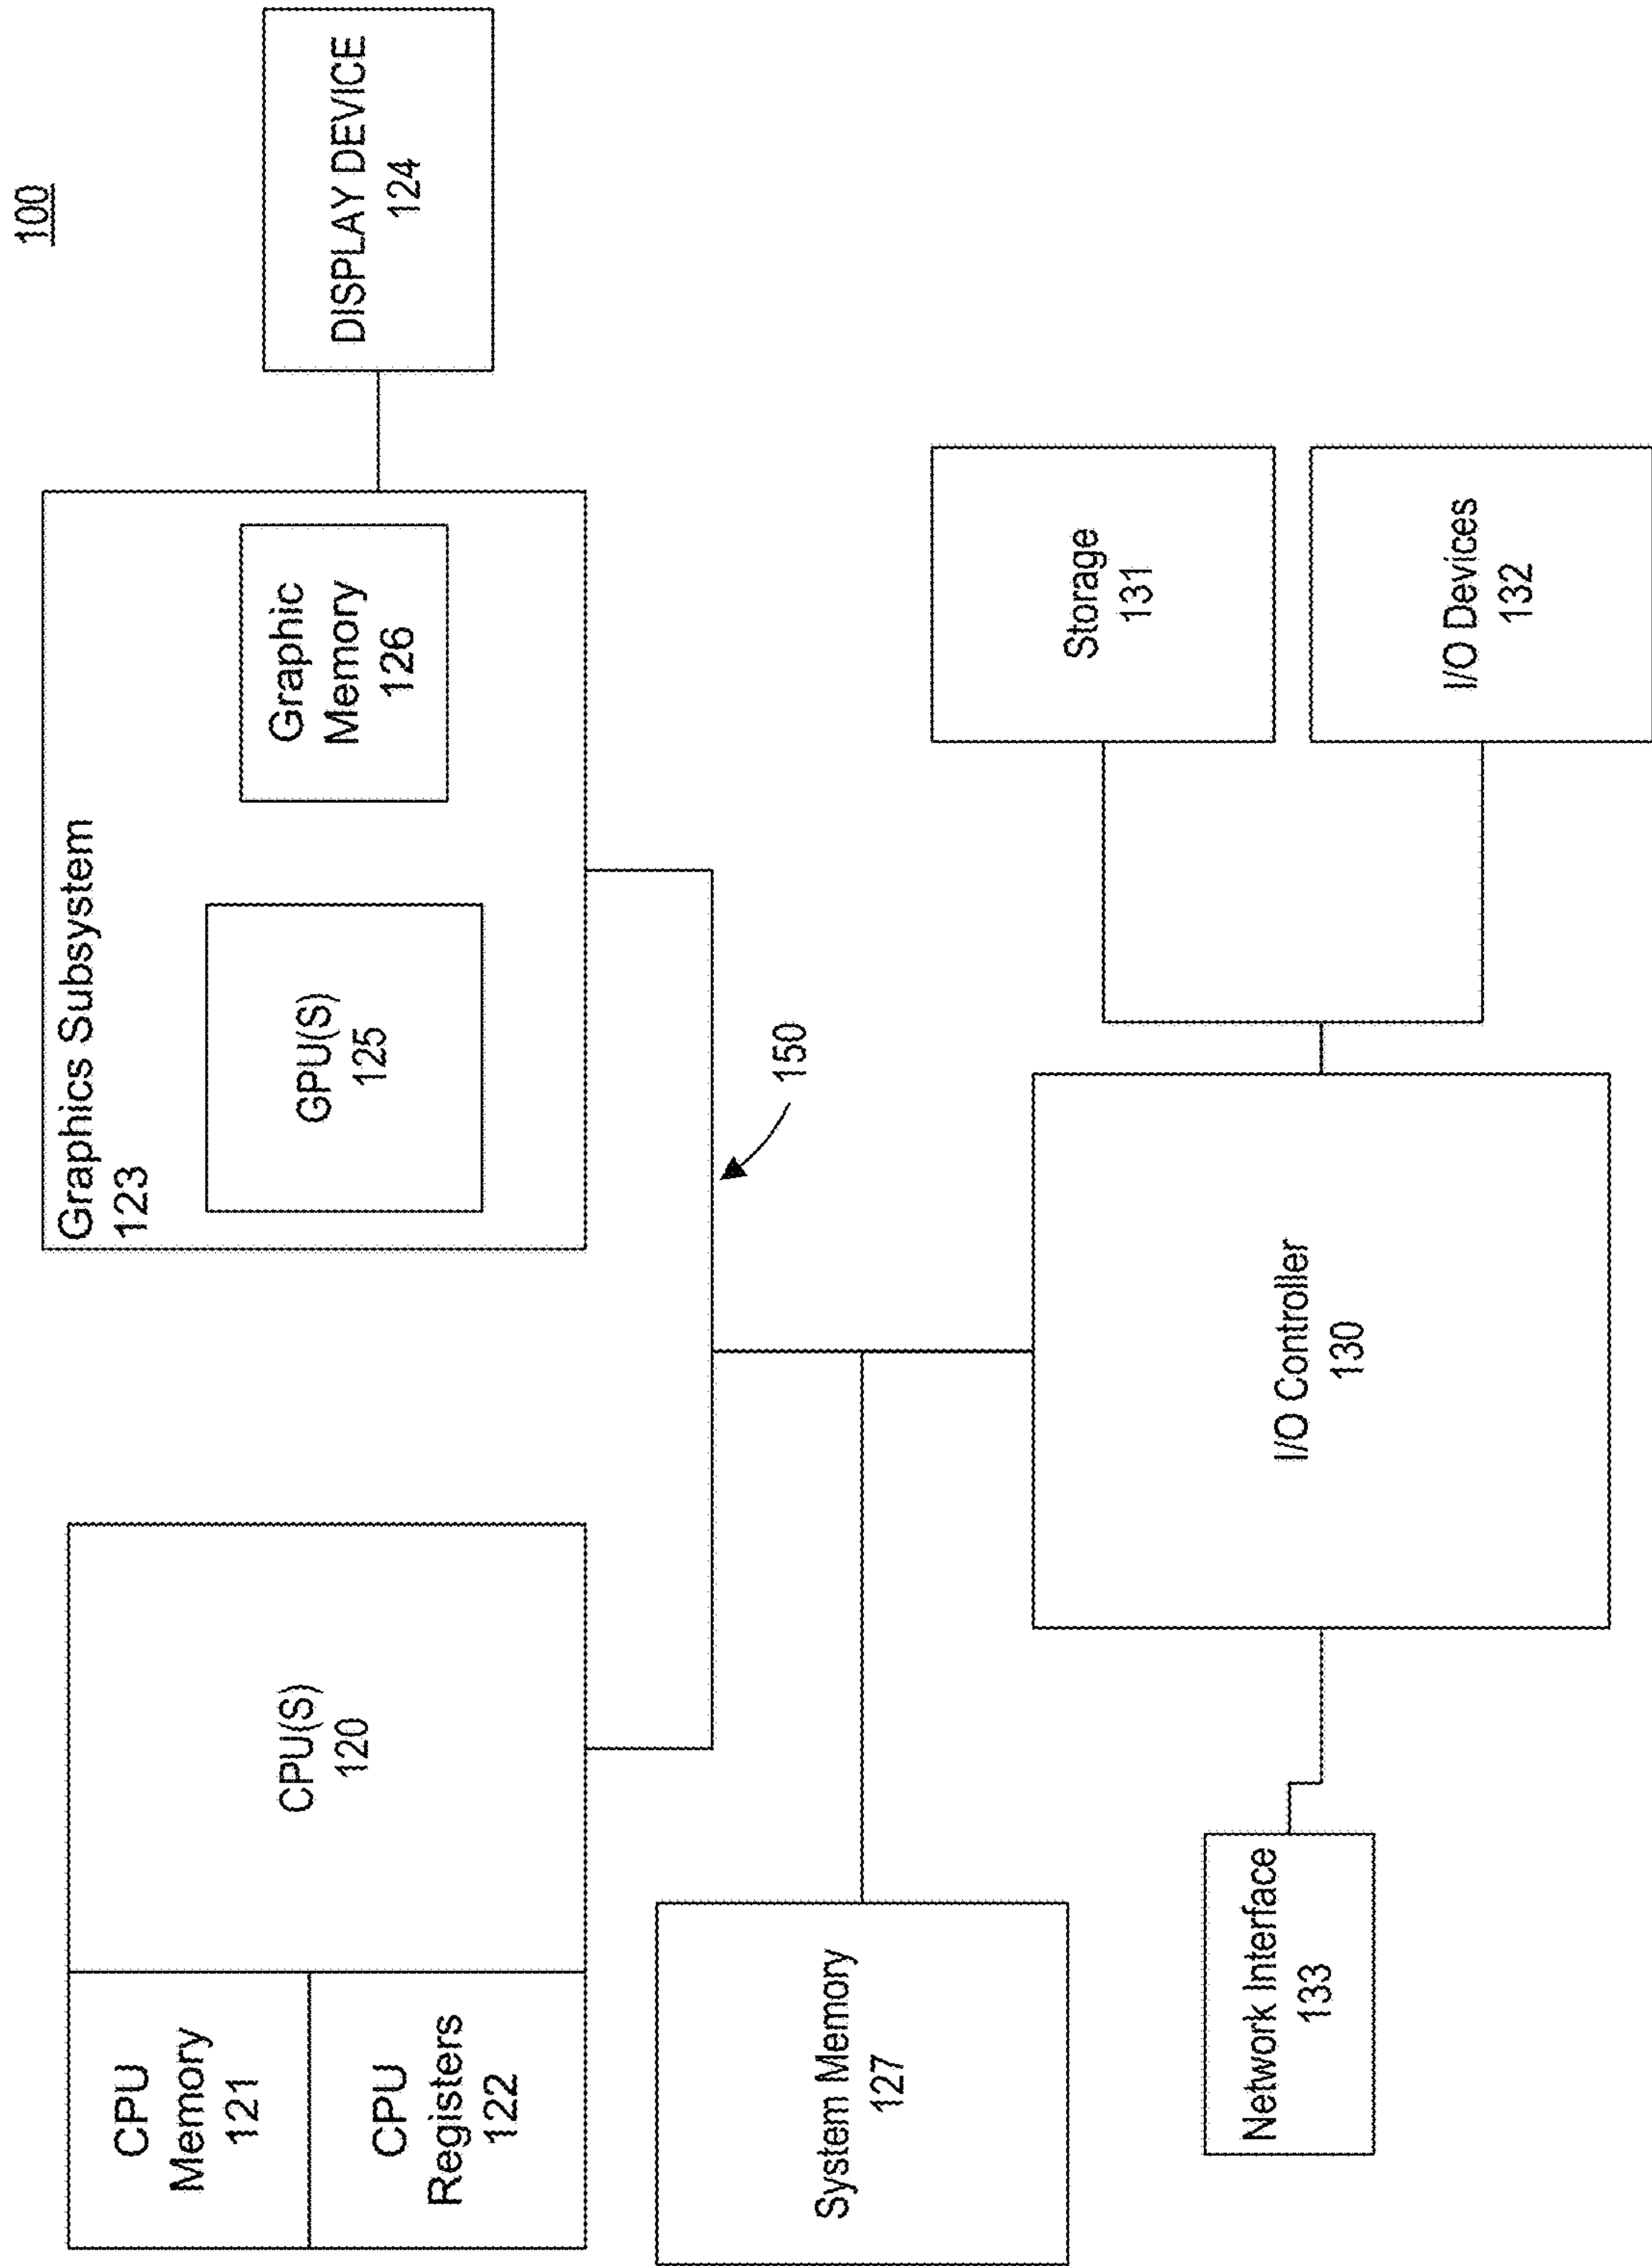 100
CPU
Memory
121
CPU
Registers
122
CPU(S)
120
Graphics Subsystem
123
GPU(S)
125
Graphic
Memory
126
DISPLAY DEVICE
124
150
System Memory
127
I/O Controller
130
Storage
131
I/O Devices
132
Network Interface
133